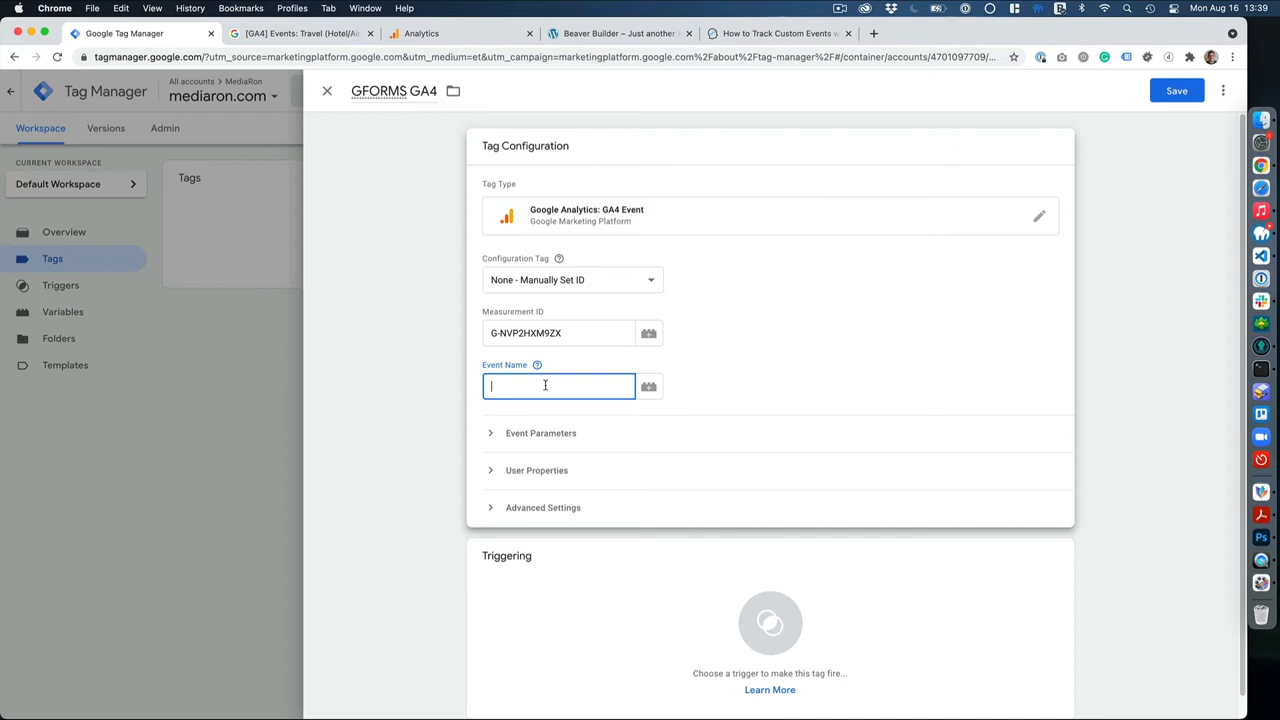 Chrome File Edit View History Bookmarks Profiles Tab Window Help Mon Aug 16 13:39
Google Tag Manager
[GA4] Events: Travel (Hotel/Air
Analytics
Beaver Builder – Just another
How to Track Custom Events w
tagmanager.google.com/?utm_source=marketingplatform.google.com&utm_medium=et&utm_campaign=marketingplatform.google.com%2Fabout%2Ftag-manager%2F#/container/accounts/4701097709/...
Tag Manager
All accounts > MediaRon
mediaron.com
GFORMS GA4
Save
Workspace
Versions
Admin
CURRENT WORKSPACE
Default Workspace
Overview
Tags
Triggers
Variables
Folders
Templates
Tags
Tag Configuration
Tag Type
Google Analytics: GA4 Event
Google Marketing Platform
Configuration Tag
None - Manually Set ID
Measurement ID
G-NVP2HXM9ZX
Event Name
Event Parameters
User Properties
Advanced Settings
Triggering
Choose a trigger to make this tag fire...
Learn More